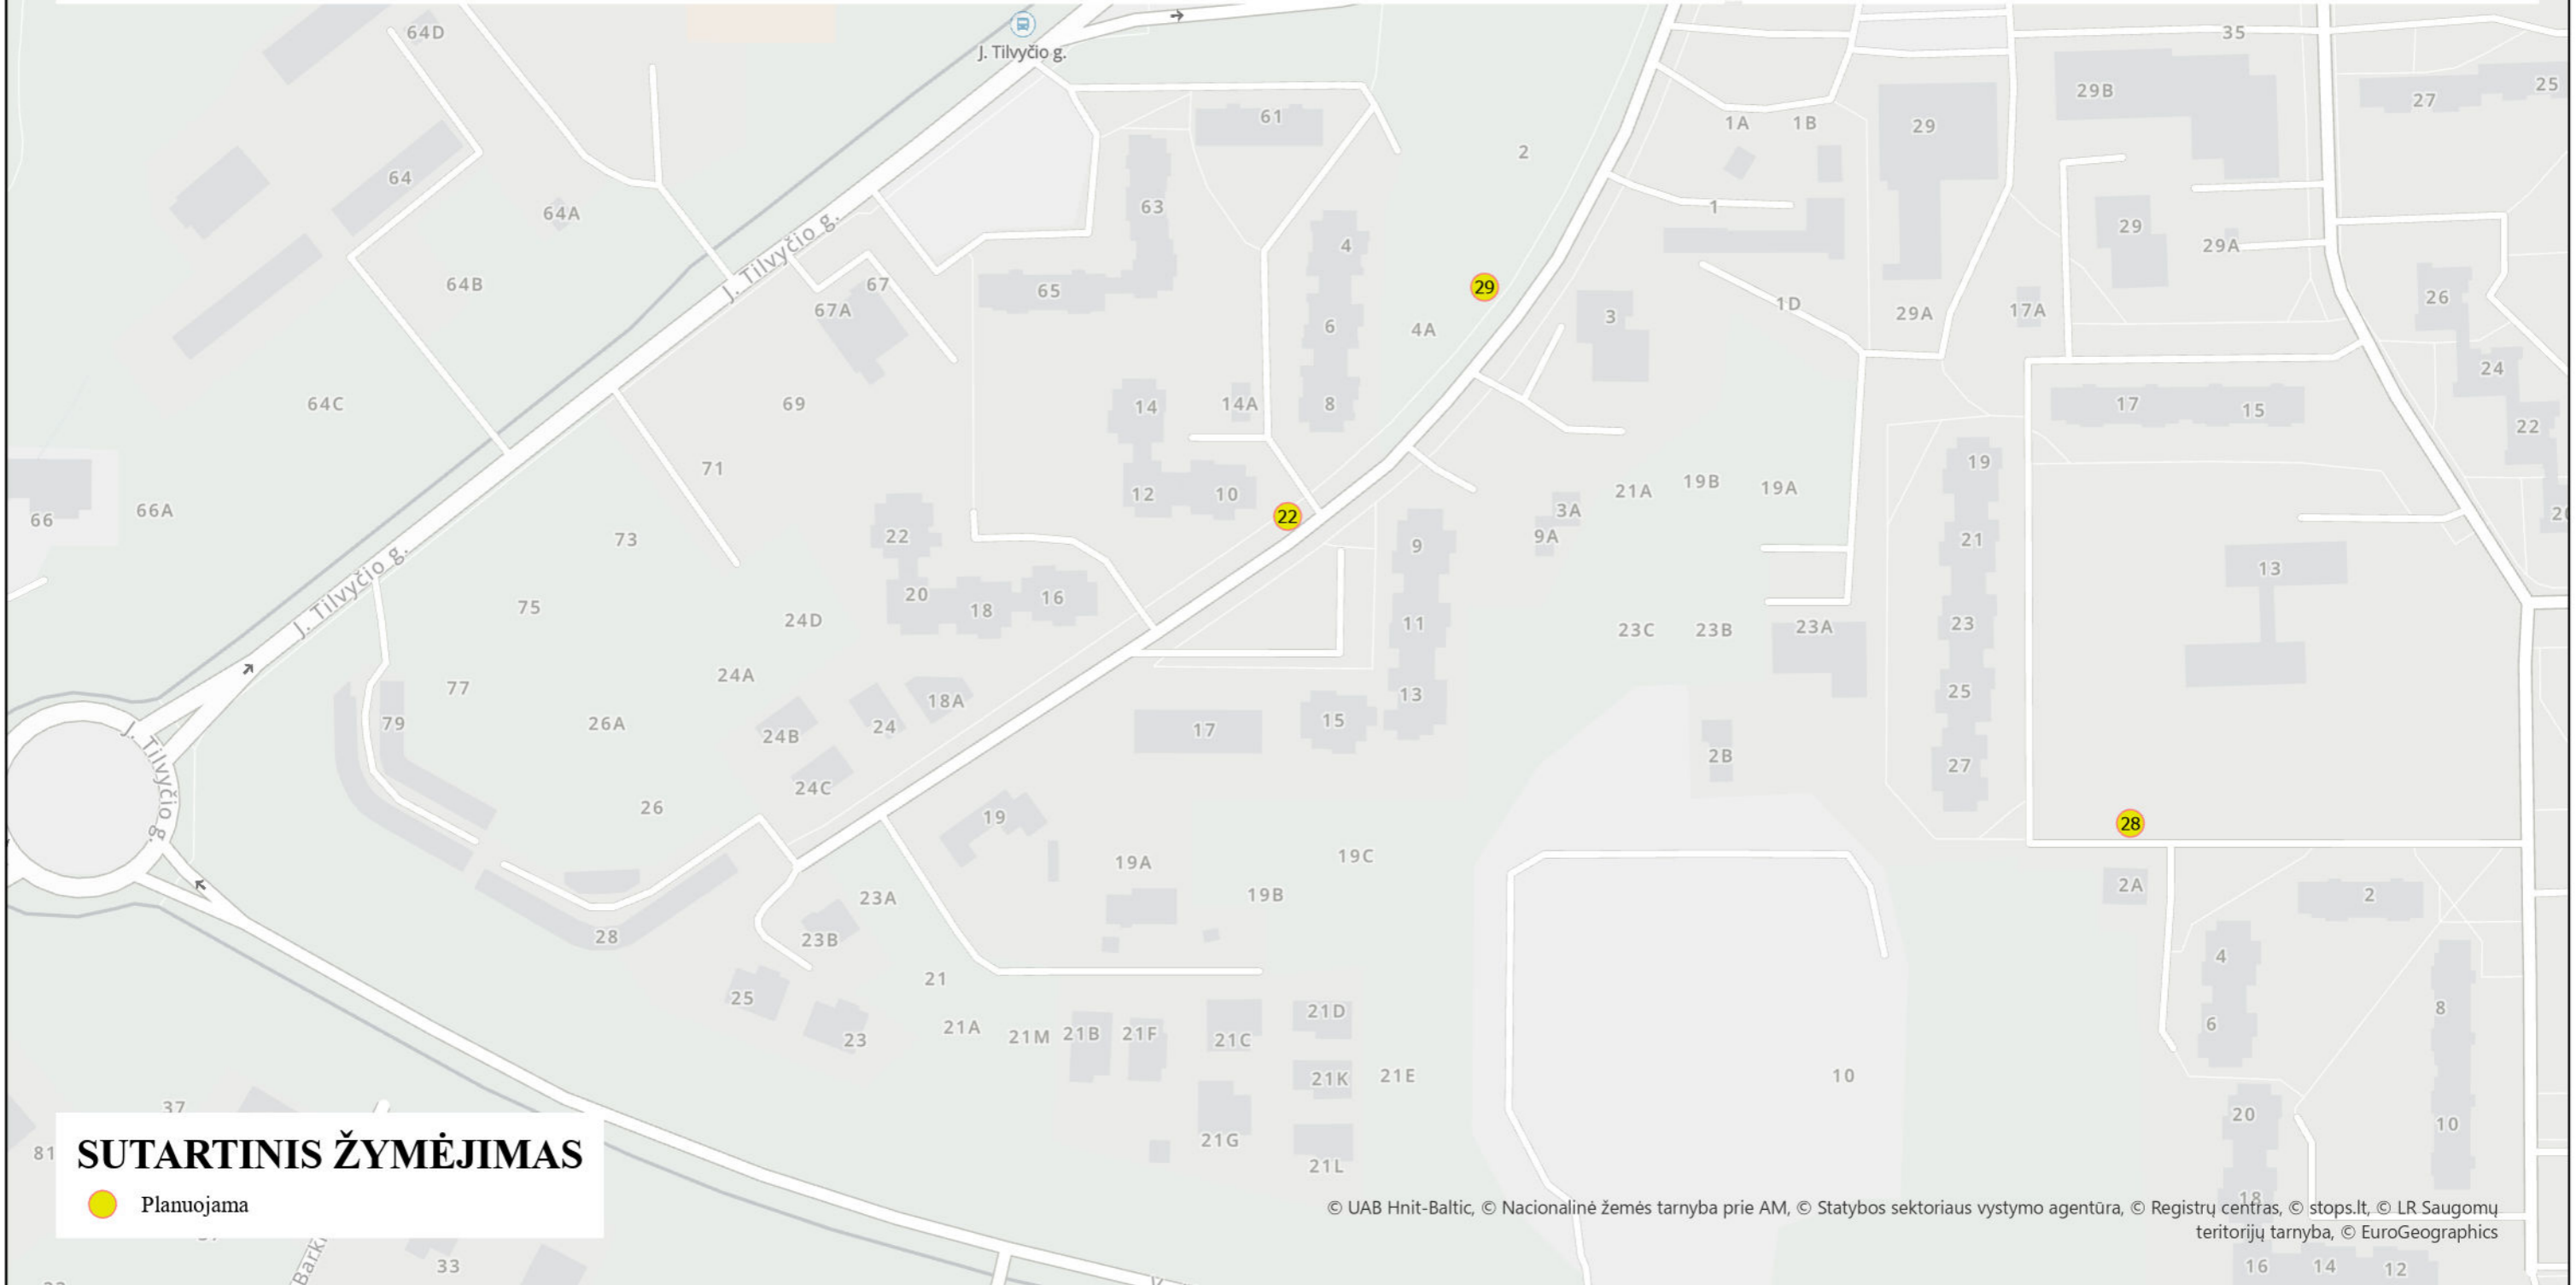 64D
J. Tilvyčio g.
35
29B
27
25
61
1A
1B
29
2
64
63
1
64A
29
29A
4
64B
67
65
29
26
67A
6
4A
3
1D
29A
17A
24
64C
69
14
14A
8
17
15
22
71
19
12
10
21A
19B
19A
66
66A
22
3A
73
22
9
9A
21
13
J. Tilvyčio g.
J. Tilvyčio g.
75
20
18
16
24D
11
23C
23B
23A
23
24A
77
18A
13
25
79
26A
24B
24
17
15
2B
27
J. Tilvyčio g.
24C
26
19
28
19A
19C
2A
2
23A
19B
28
23B
4
21
25
21D
8
21A
21M
21B
21F
21C
6
23
21K
21E
10
37
20
10
81
21G
21L
SUTARTINIS ŽYMĖJIMAS
Planuojama
18
© UAB Hnit-Baltic, © Nacionalinė žemės tarnyba prie AM, © Statybos sektoriaus vystymo agentūra, © Registrų centras, © stops.lt, © LR Saugomų
teritorijų tarnyba, © EuroGeographics
33
16
14
12